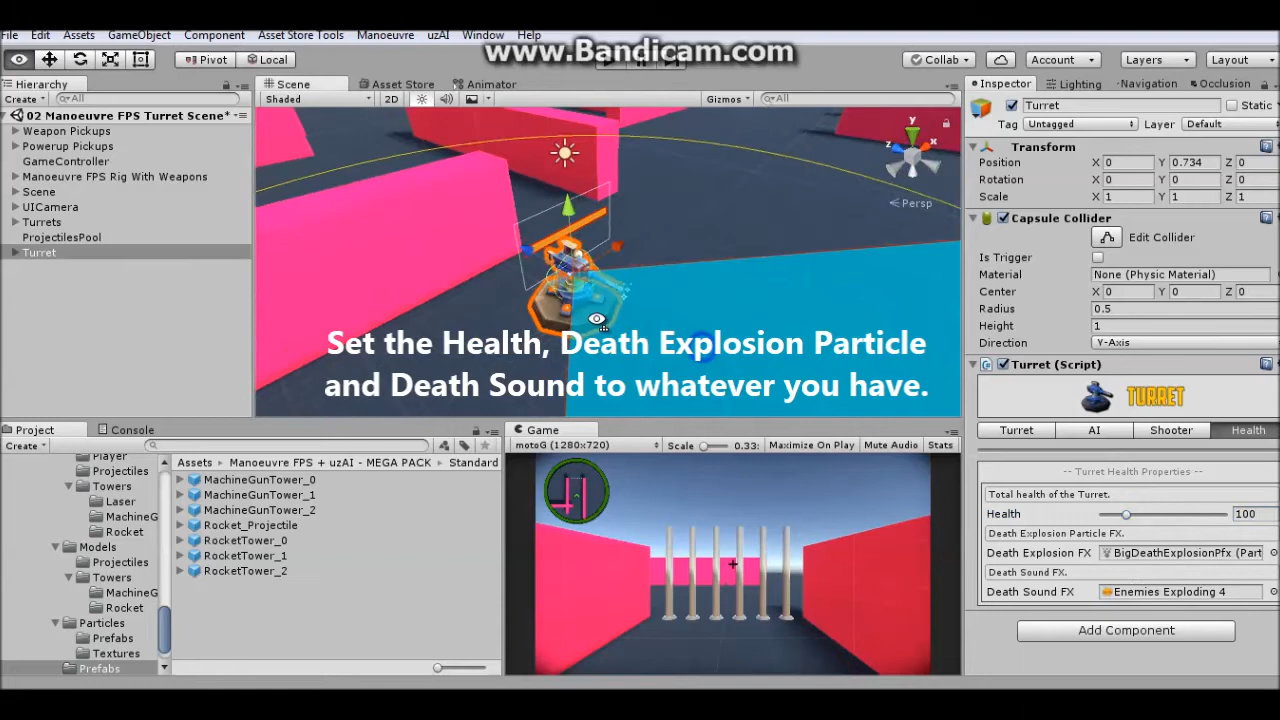 www.Bandicam.com
File Edit Assets GameObject Component Asset Store Tools Manoeuvre uzAI Window Help
Pivot Local Collab Account Layers Layout
Hierarchy
Create All
02 Manoeuvre FPS Turret Scene*
Weapon Pickups
Powerup Pickups
GameController
Manoeuvre FPS Rig With Weapons
Scene
UICamera
Turrets
ProjectilesPool
Turret
Scene Asset Store Animator
Shaded 2D Gizmos All
y
z x
Persp
Set the Health, Death Explosion Particle
and Death Sound to whatever you have.
Inspector Lighting Navigation Occlusion
Turret Static
Tag Untagged Layer Default
Transform
Position X 0 Y 0.734 Z 0
Rotation X 0 Y 0 Z 0
Scale X 1 Y 1 Z 1
Capsule Collider
Edit Collider
Is Trigger
Material None (Physic Material)
Center X 0 Y 0 Z 0
Radius 0.5
Height 1
Direction Y-Axis
Turret (Script)
TURRET
Turret AI Shooter Health
-- Turret Health Properties --
Total health of the Turret.
Health 100
Death Explosion Particle FX.
Death Explosion FX BigDeathExplosionPfx (Part
Death Sound FX.
Death Sound FX Enemies Exploding 4
Add Component
Project Console
Create
Player
Projectiles
Towers
Laser
MachineG
Rocket
Models
Projectiles
Towers
MachineG
Rocket
Particles
Prefabs
Textures
Prefabs
Assets Manoeuvre FPS + uzAI - MEGA PACK Standard
MachineGunTower_0
MachineGunTower_1
MachineGunTower_2
Rocket_Projectile
RocketTower_0
RocketTower_1
RocketTower_2
Game
motoG (1280x720) Scale 0.33: Maximize On Play Mute Audio Stats